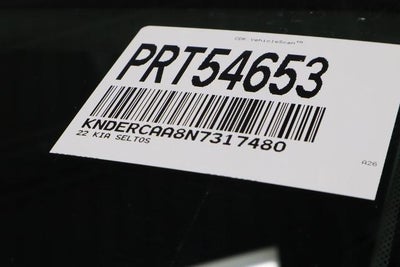 CDK VehicleScan™
PRT54653
KNDERCAA8N7317480
22 KIA SELTOS
A26